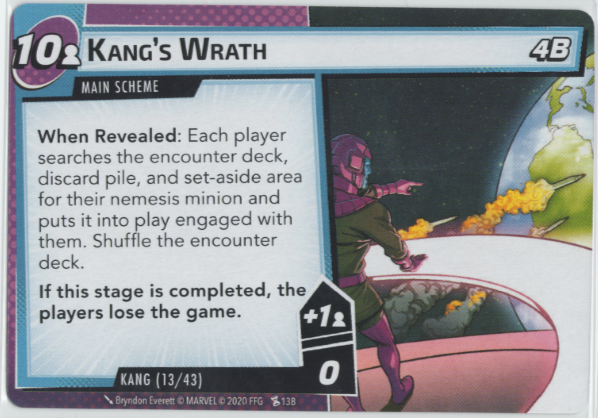 10
KANG'S WRATH
4B
MAIN SCHEME
When Revealed: Each player
searches the encounter deck,
discard pile, and set-aside area
for their nemesis minion and
puts it into play engaged with
them. Shuffle the encounter
deck.
If this stage is completed, the
players lose the game.
+1
0
KANG (13/43)
Bryndon Everett © MARVEL © 2020 FFG 138